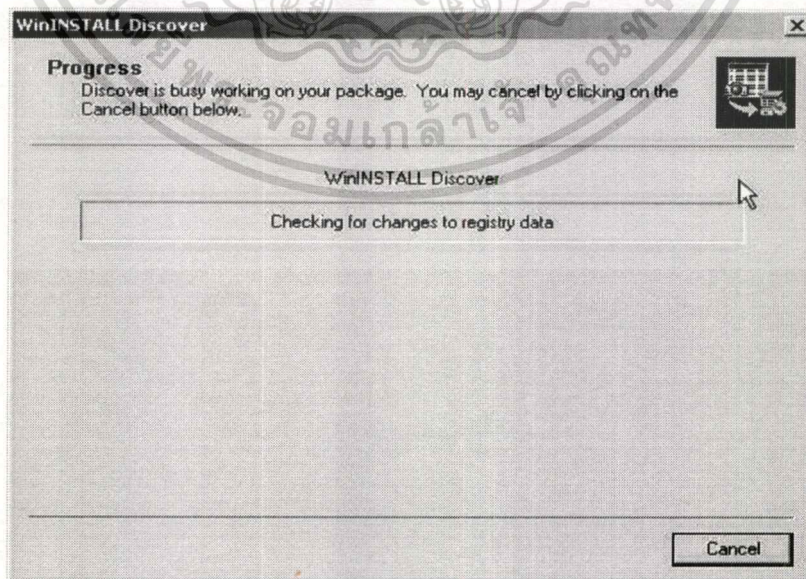 WinINSTALL Discover
Progress
Discover is busy working on your package. You may cancel by clicking on the
Cancel button below.
WinINSTALL Discover
Checking for changes to registry data
Cancel